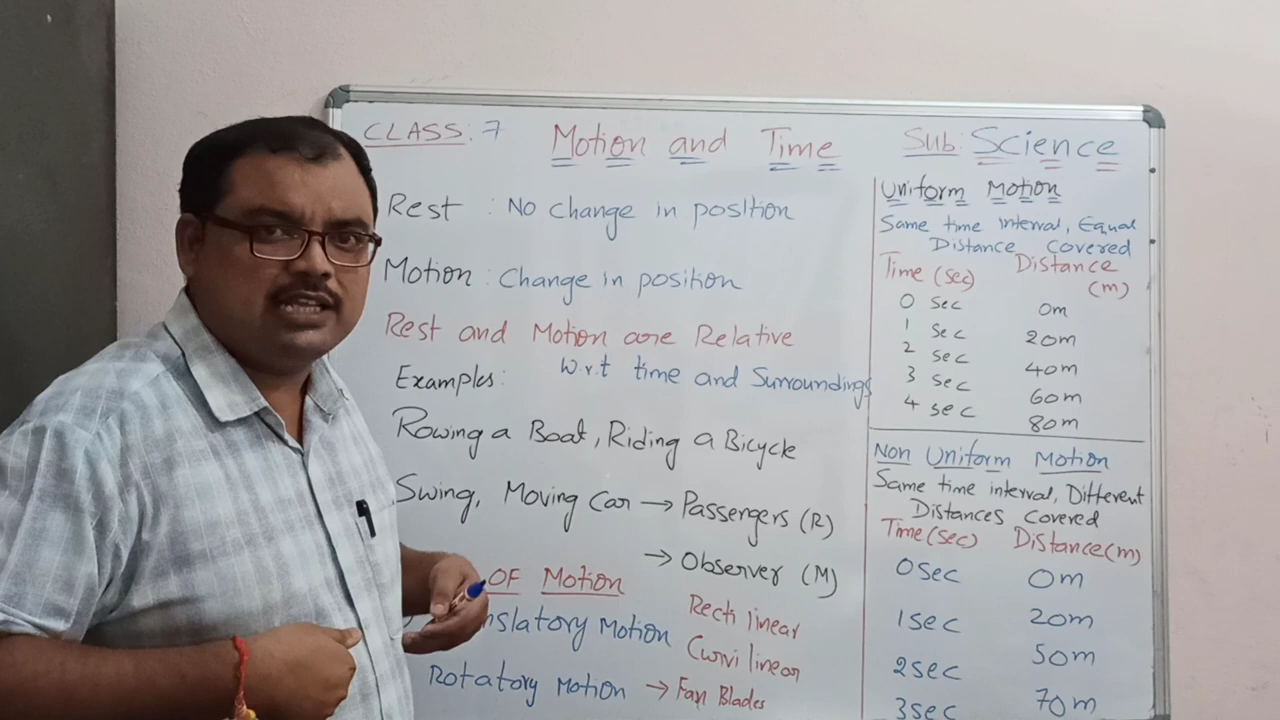 CLASS: 7 Motion and Time Sub: Science
Rest : No change in position
Motion : Change in position
Rest and Motion are Relative
w.r.t time and Surroundings
Examples:
Rowing a Boat, Riding a Bicycle
Swing, Moving Car → Passengers (R)
→ Observer (M)
OF Motion
nslatory Motion
Recti linear
Curvi linear
Rotatory Motion → Fan Blades
Uniform Motion
Same time interval, Equal
Distance Covered
Time (sec) Distance (m)
0 sec 0m
1 sec 20m
2 sec 40m
3 sec 60m
4 sec 80m
Non Uniform Motion
Same time interval, Different
Distances Covered
Time (sec) Distance (m)
0 sec 0m
1 sec 20m
2 sec 50m
3 sec 70m